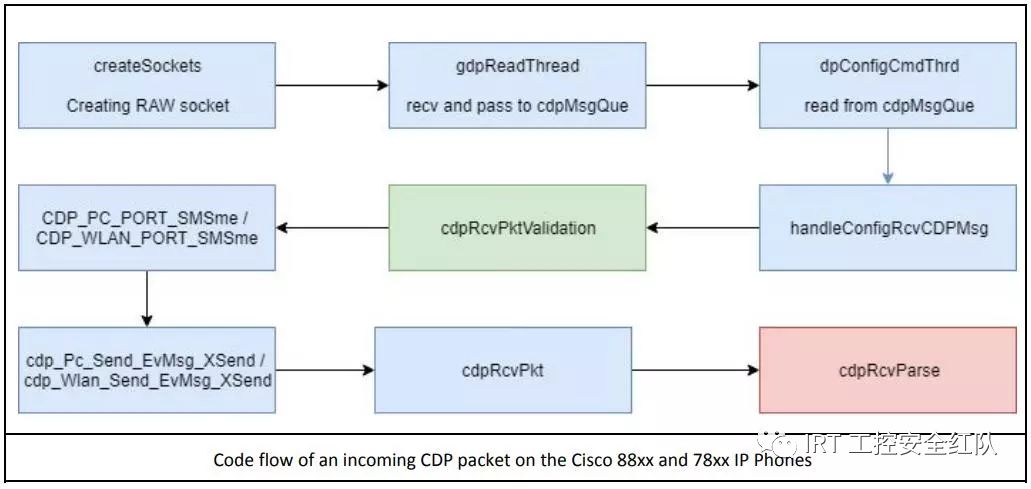 createSockets
Creating RAW socket
gdpReadThread
recv and pass to cdpMsgQue
dpConfigCmdThrd
read from cdpMsgQue
CDP_PC_PORT_SMSme /
CDP_WLAN_PORT_SMSme
cdpRcvPktValidation
handleConfigRcvCDPMsg
cdp_Pc_Send_EvMsg_XSend /
cdp_Wlan_Send_EvMsg_XSend
cdpRcvPkt
cdpRcvParse
IRT 工控安全红队
Code flow of an incoming CDP packet on the Cisco 88xx and 78xx IP Phones